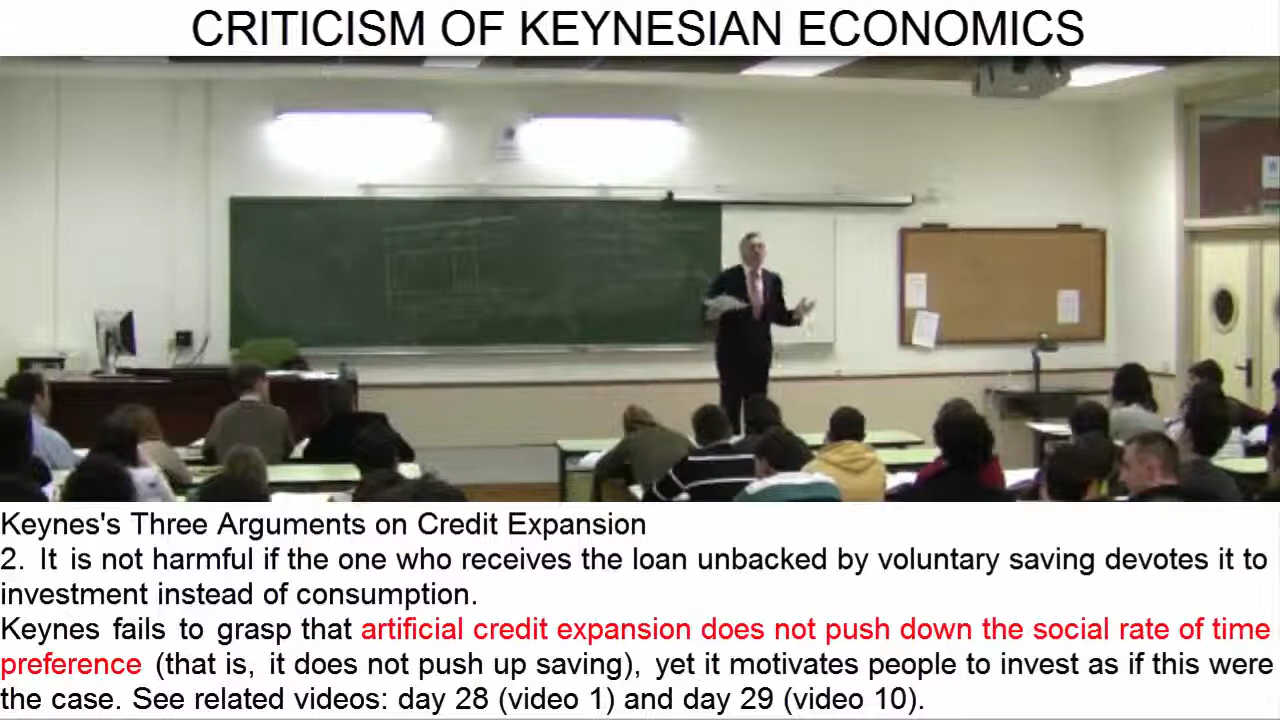 CRITICISM OF KEYNESIAN ECONOMICS
Keynes's Three Arguments on Credit Expansion
2. It is not harmful if the one who receives the loan unbacked by voluntary saving devotes it to
investment instead of consumption.
Keynes fails to grasp that artificial credit expansion does not push down the social rate of time
preference (that is, it does not push up saving), yet it motivates people to invest as if this were
the case. See related videos: day 28 (video 1) and day 29 (video 10).